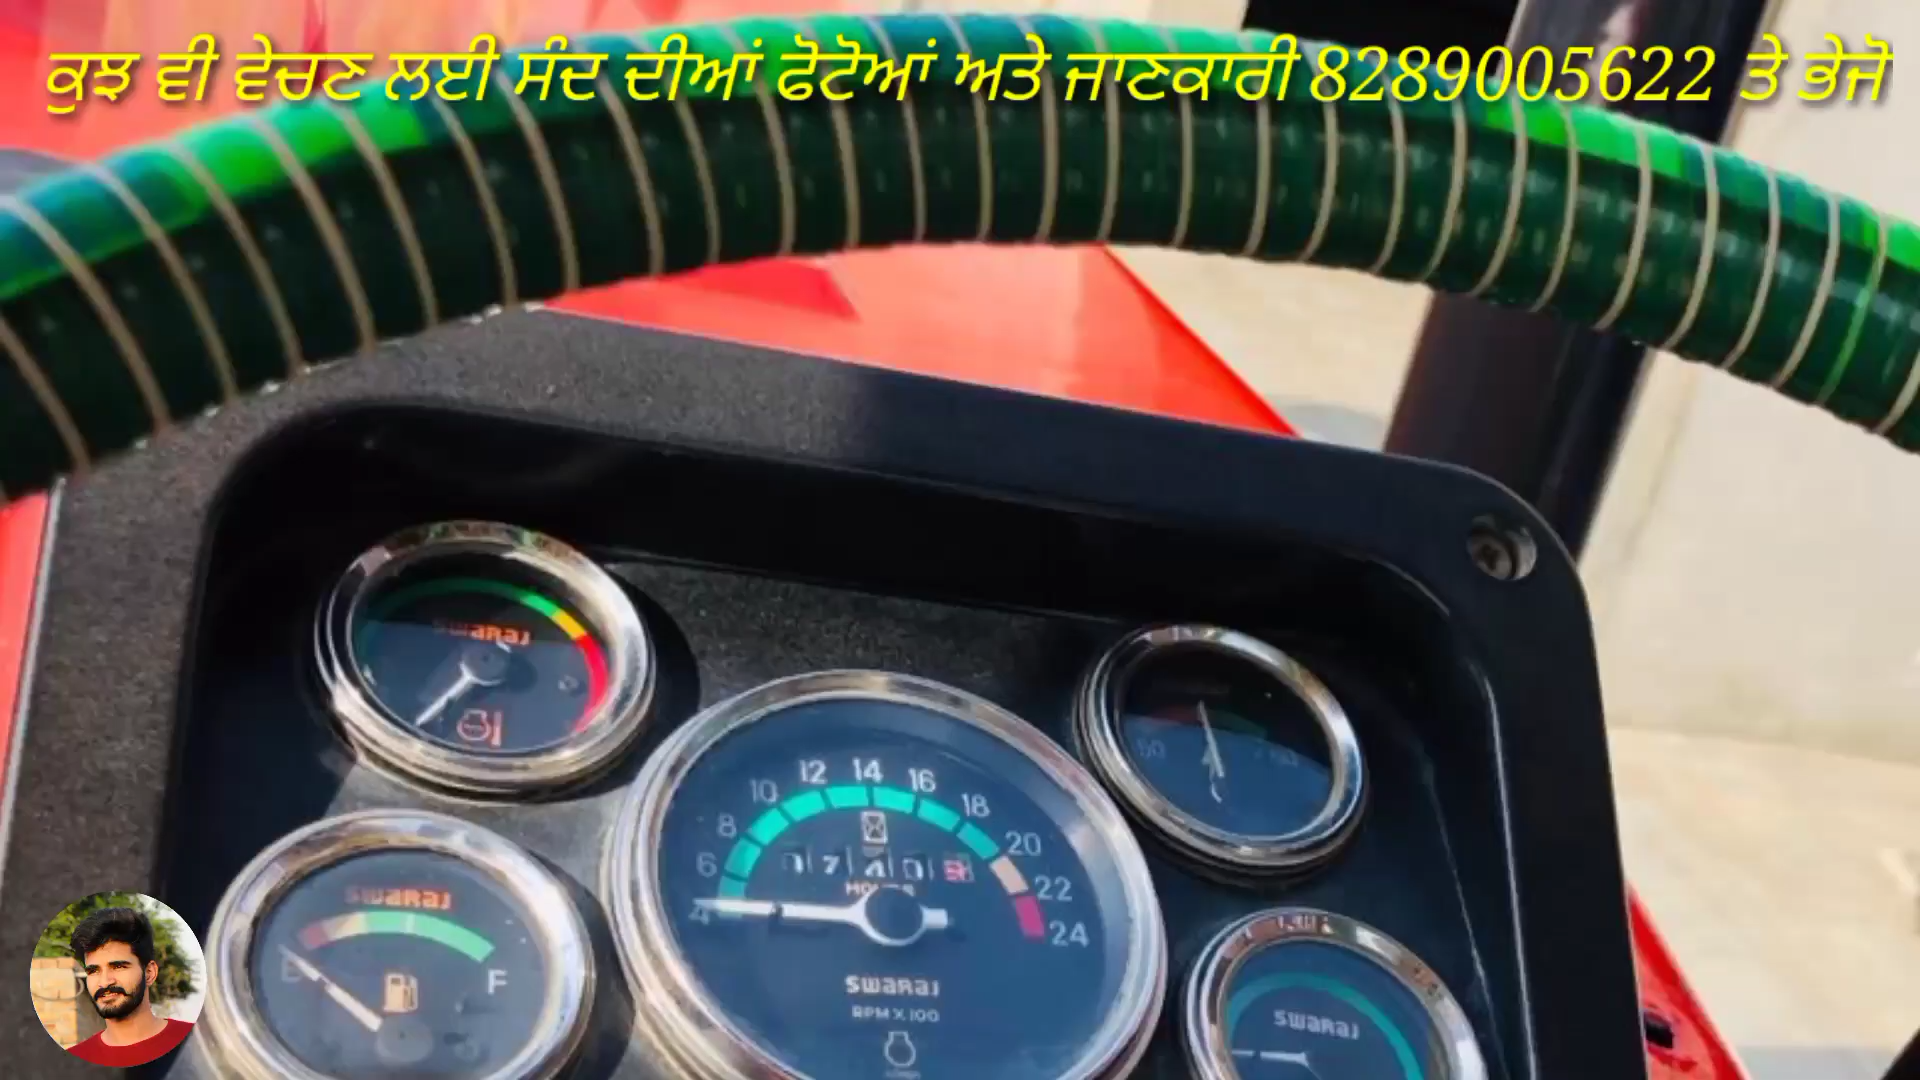 ਕੁਝ ਵੀ ਵੇਚਣ ਲਈ ਸੰਦ ਦੀਆਂ ਫੋਟੋਆਂ ਅਤੇ ਜਾਣਕਾਰੀ 8289005622 ਤੇ ਭੇਜੋ
swaraj
12 14 16
10 18
8 20
6 22
4 24
HOURS
swaraj
E F
swaraj
RPM X 100
swaraj